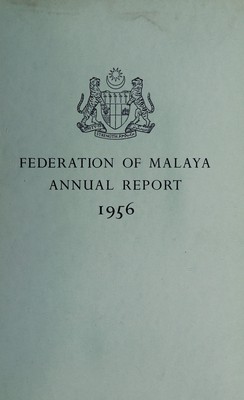 FEDERATION OF MALAYA
ANNUAL REPORT
1956